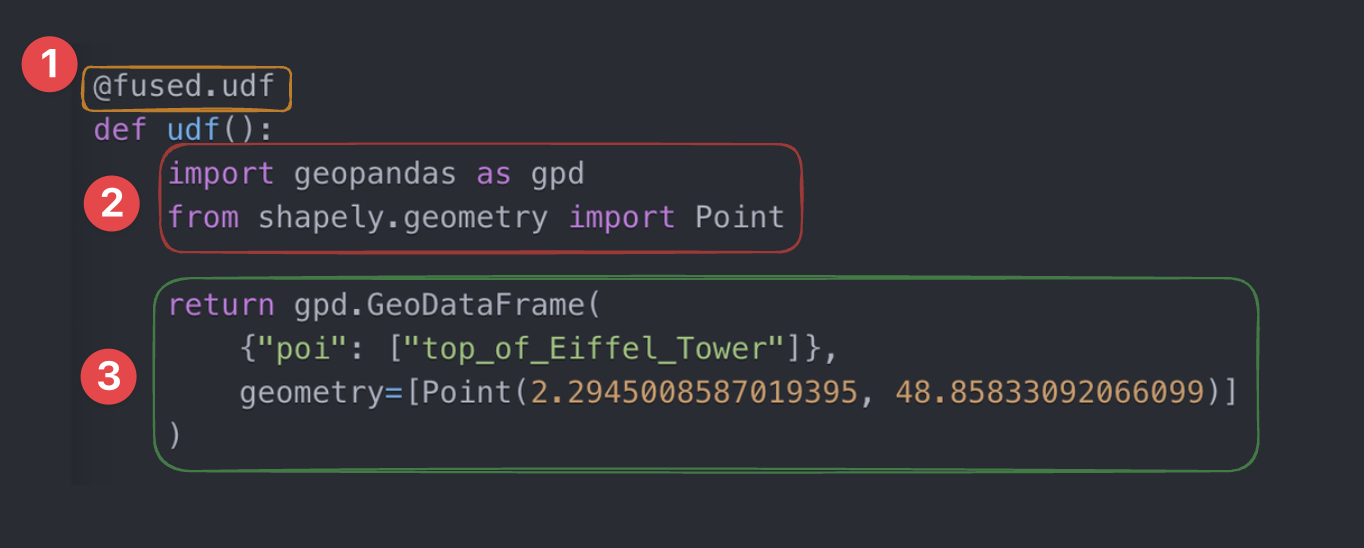 1
@fused.udf
def udf():
2
import geopandas as gpd
from shapely.geometry import Point
3
return gpd.GeoDataFrame(
{"poi": ["top_of_Eiffel_Tower"]},
geometry=[Point(2.2945008587019395, 48.85833092066099)]
)